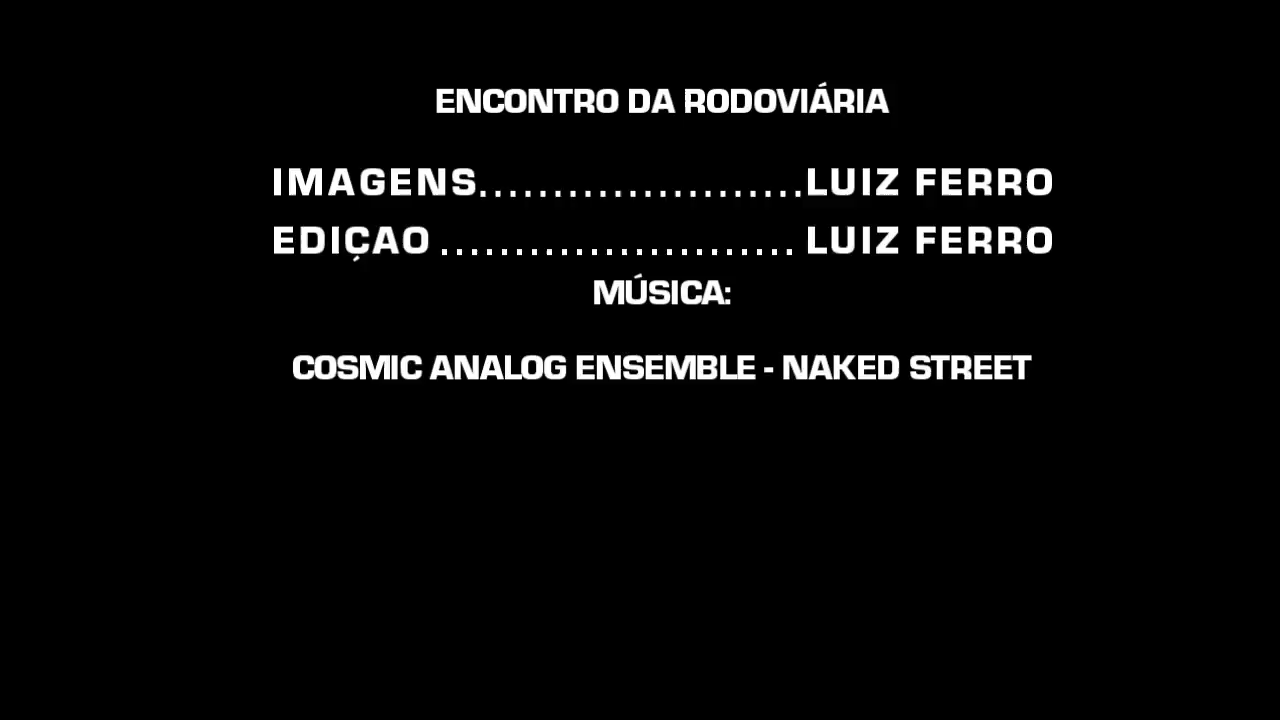 ENCONTRO DA RODOVIÁRIA
IMAGENS......................LUIZ FERRO
EDIÇAO ........................ LUIZ FERRO
MÚSICA:
COSMIC ANALOG ENSEMBLE - NAKED STREET